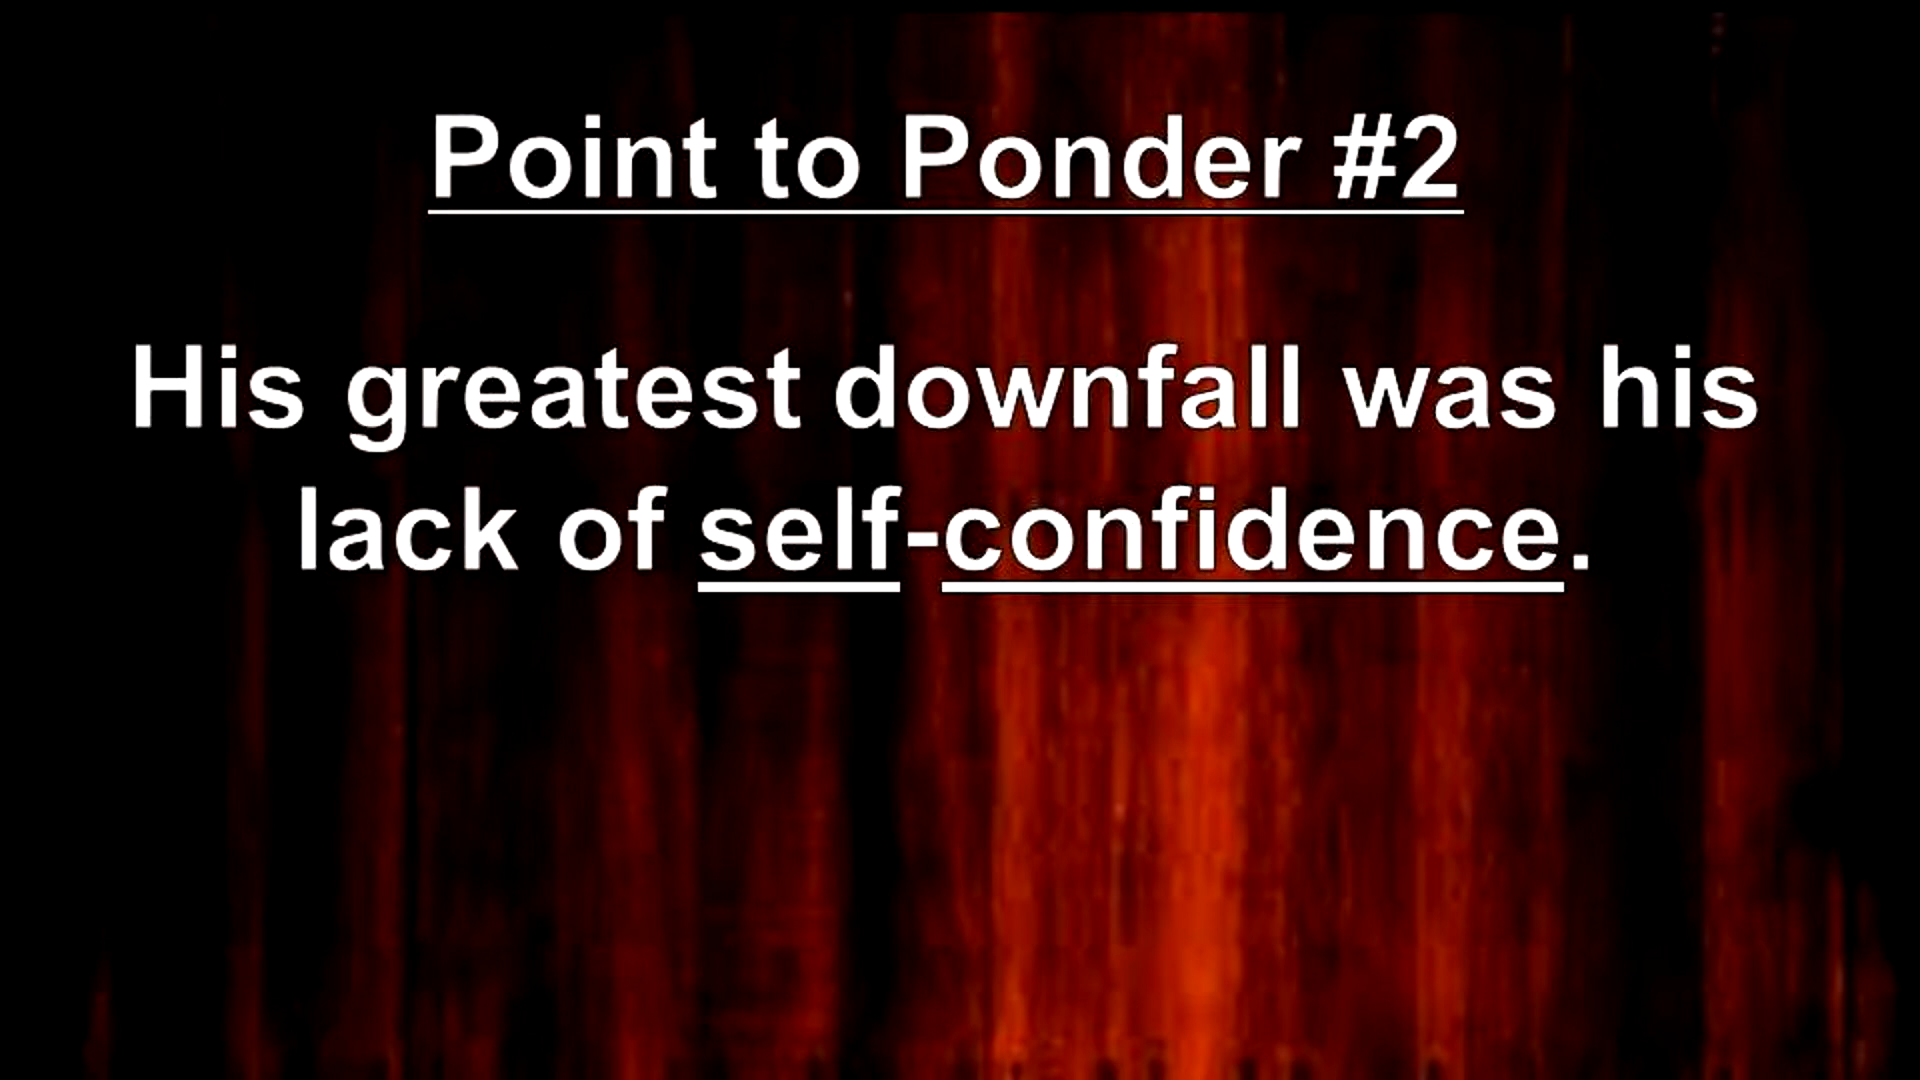 Point to Ponder #2
His greatest downfall was his
lack of self-confidence.